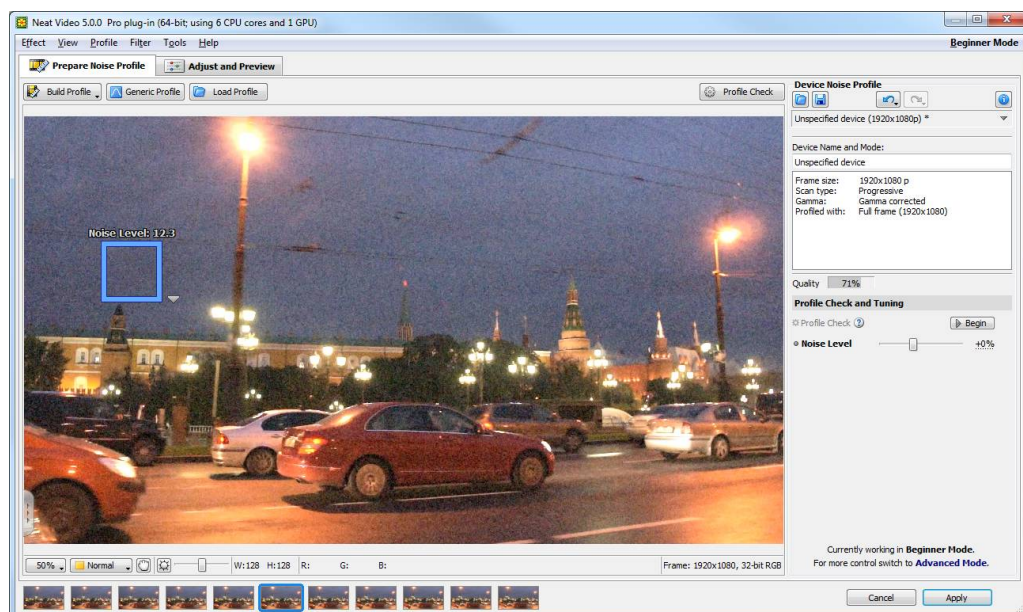 Neat Video 5.0.0 Pro plug-in (64-bit; using 6 CPU cores and 1 GPU)
Effect View Profile Filter Tools Help Beginner Mode
Prepare Noise Profile Adjust and Preview
Build Profile Generic Profile Load Profile Profile Check
Device Noise Profile
Unspecified device (1920x1080p) *
Device Name and Mode:
Unspecified device
Frame size: 1920x1080 p
Scan type: Progressive
Gamma: Gamma corrected
Profiled with: Full frame (1920x1080)
Noise Level: 12.3
Quality 71%
Profile Check and Tuning
Profile Check ? Begin
Noise Level +0%
Currently working in Beginner Mode.
For more control switch to Advanced Mode.
50% Normal W:128 H:128 R: G: B: Frame: 1920x1080, 32-bit RGB
Cancel Apply